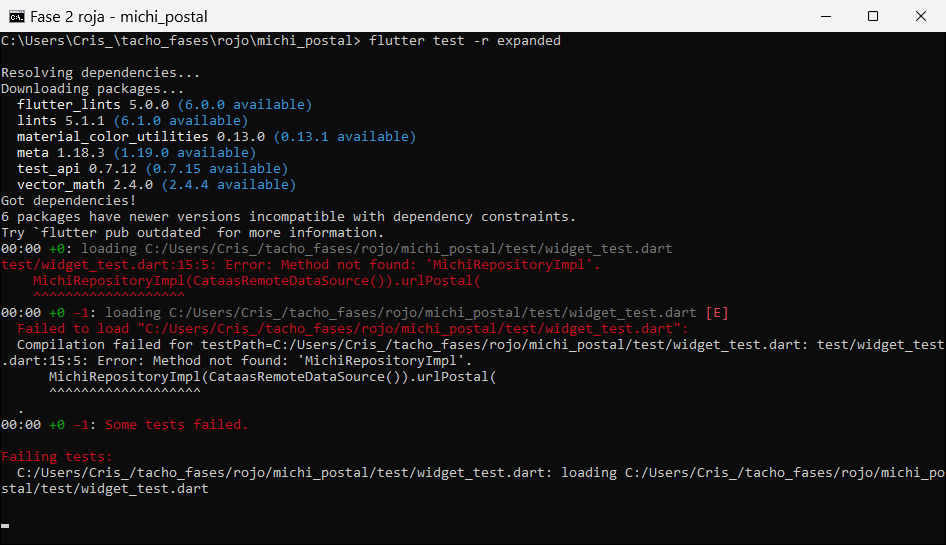 Fase 2 roja - michi_postal
C:\Users\Cris_\tacho_fases\rojo\michi_postal> flutter test -r expanded
Resolving dependencies...
Downloading packages...
  flutter_lints 5.0.0 (6.0.0 available)
  lints 5.1.1 (6.1.0 available)
  material_color_utilities 0.13.0 (0.13.1 available)
  meta 1.18.3 (1.19.0 available)
  test_api 0.7.12 (0.7.15 available)
  vector_math 2.4.0 (2.4.4 available)
Got dependencies!
6 packages have newer versions incompatible with dependency constraints.
Try `flutter pub outdated` for more information.
00:00 +0: loading C:/Users/Cris_/tacho_fases/rojo/michi_postal/test/widget_test.dart
test/widget_test.dart:15:5: Error: Method not found: 'MichiRepositoryImpl'.
    MichiRepositoryImpl(CataasRemoteDataSource()).urlPostal(
    ^^^^^^^^^^^^^^^^^^^
00:00 +0 -1: loading C:/Users/Cris_/tacho_fases/rojo/michi_postal/test/widget_test.dart [E]
  Failed to load "C:/Users/Cris_/tacho_fases/rojo/michi_postal/test/widget_test.dart":
  Compilation failed for testPath=C:/Users/Cris_/tacho_fases/rojo/michi_postal/test/widget_test.dart: test/widget_test
.dart:15:5: Error: Method not found: 'MichiRepositoryImpl'.
      MichiRepositoryImpl(CataasRemoteDataSource()).urlPostal(
      ^^^^^^^^^^^^^^^^^^^
  .
00:00 +0 -1: Some tests failed.
Failing tests:
  C:/Users/Cris_/tacho_fases/rojo/michi_postal/test/widget_test.dart: loading C:/Users/Cris_/tacho_fases/rojo/michi_po
stal/test/widget_test.dart